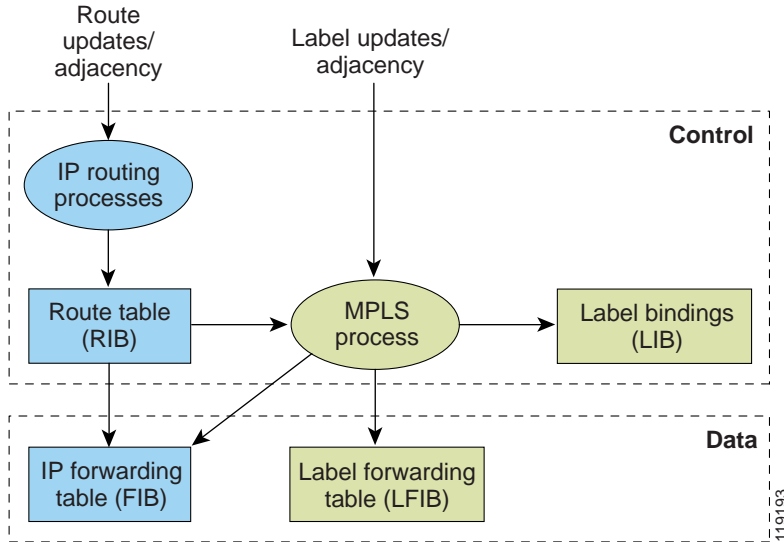 Route
updates/
adjacency
Label updates/
adjacency
Control
IP routing
processes
Route table
(RIB)
MPLS
process
Label bindings
(LIB)
Data
IP forwarding
table (FIB)
Label forwarding
table (LFIB)
119193